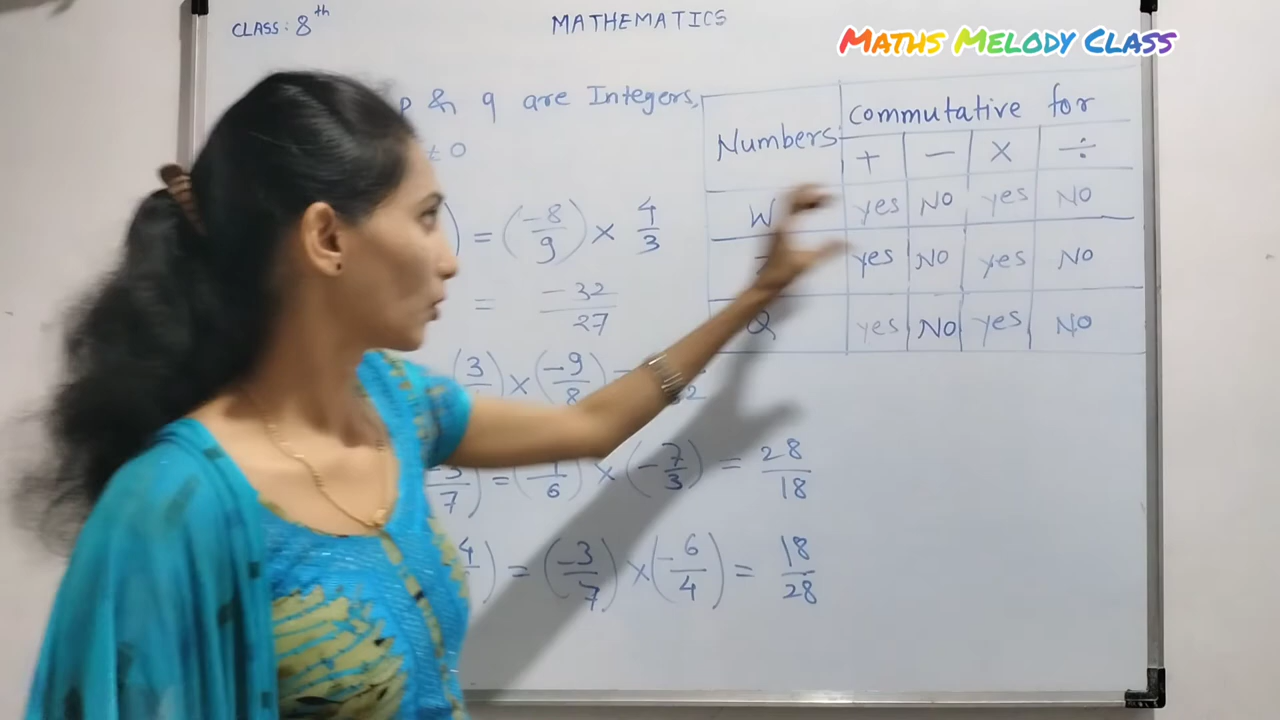 CLASS: 8th
MATHEMATICS
MATHS MELODY CLASS
p & q are Integers,
≠ 0
) = (-8/9) × 4/3
= -32/27
(3/ × (-9/8) =
-3/7) = (-4/6) × (-7/3) = 28/18
4/ ) = (-3/7) × (-6/4) = 18/28
Numbers
Commutative for
+ − × ÷
W yes No yes No
yes No yes No
Q yes No yes No